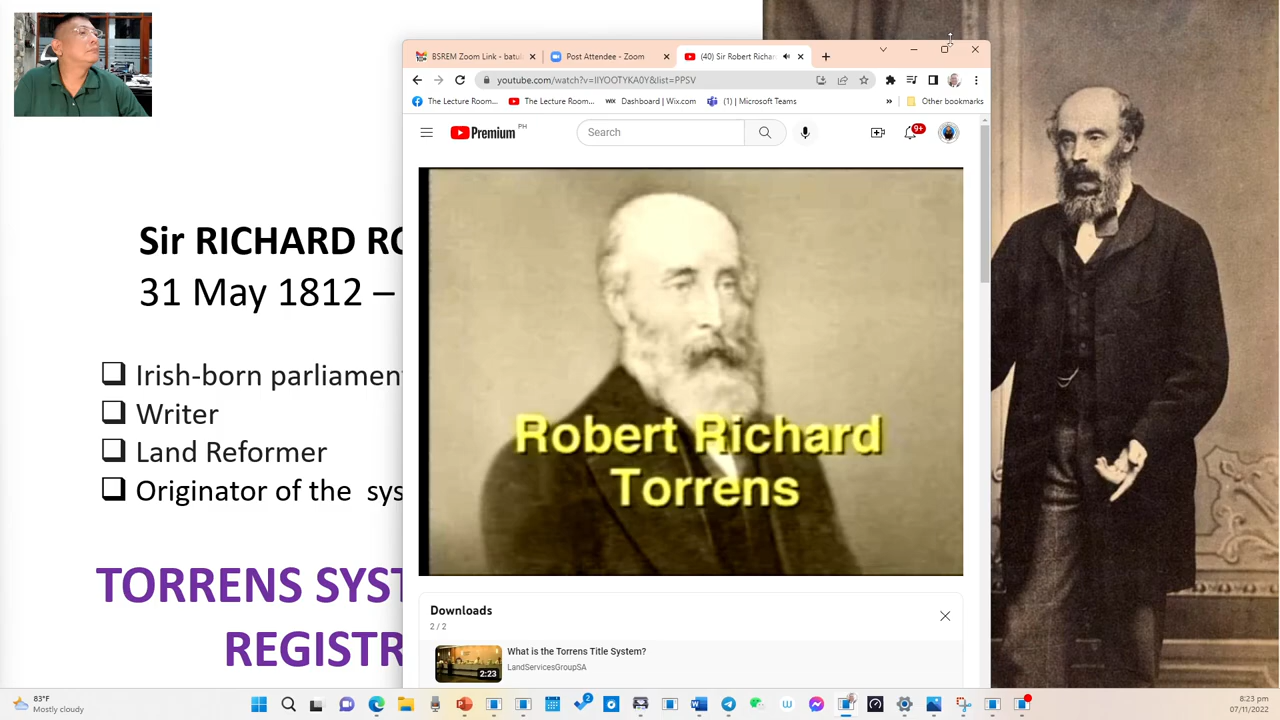 BSREM Zoom Link - batu
Post Attendee - Zoom
(40) Sir Robert Richar
youtube.com/watch?v=IIYOOTYKA0Y&list=PPSV
The Lecture Room...
The Lecture Room...
WIX Dashboard | Wix.com
(1) | Microsoft Teams
»
Other bookmarks
Premium PH
Search
9+
Sir RICHARD RO
31 May 1812 –
Irish-born parliament
Writer
Land Reformer
Originator of the sys
TORRENS SYST
REGISTR
Robert Richard
Torrens
Downloads
2 / 2
What is the Torrens Title System?
LandServicesGroupSA
2:23
83°F
Mostly cloudy
2
8:23 pm
07/11/2022